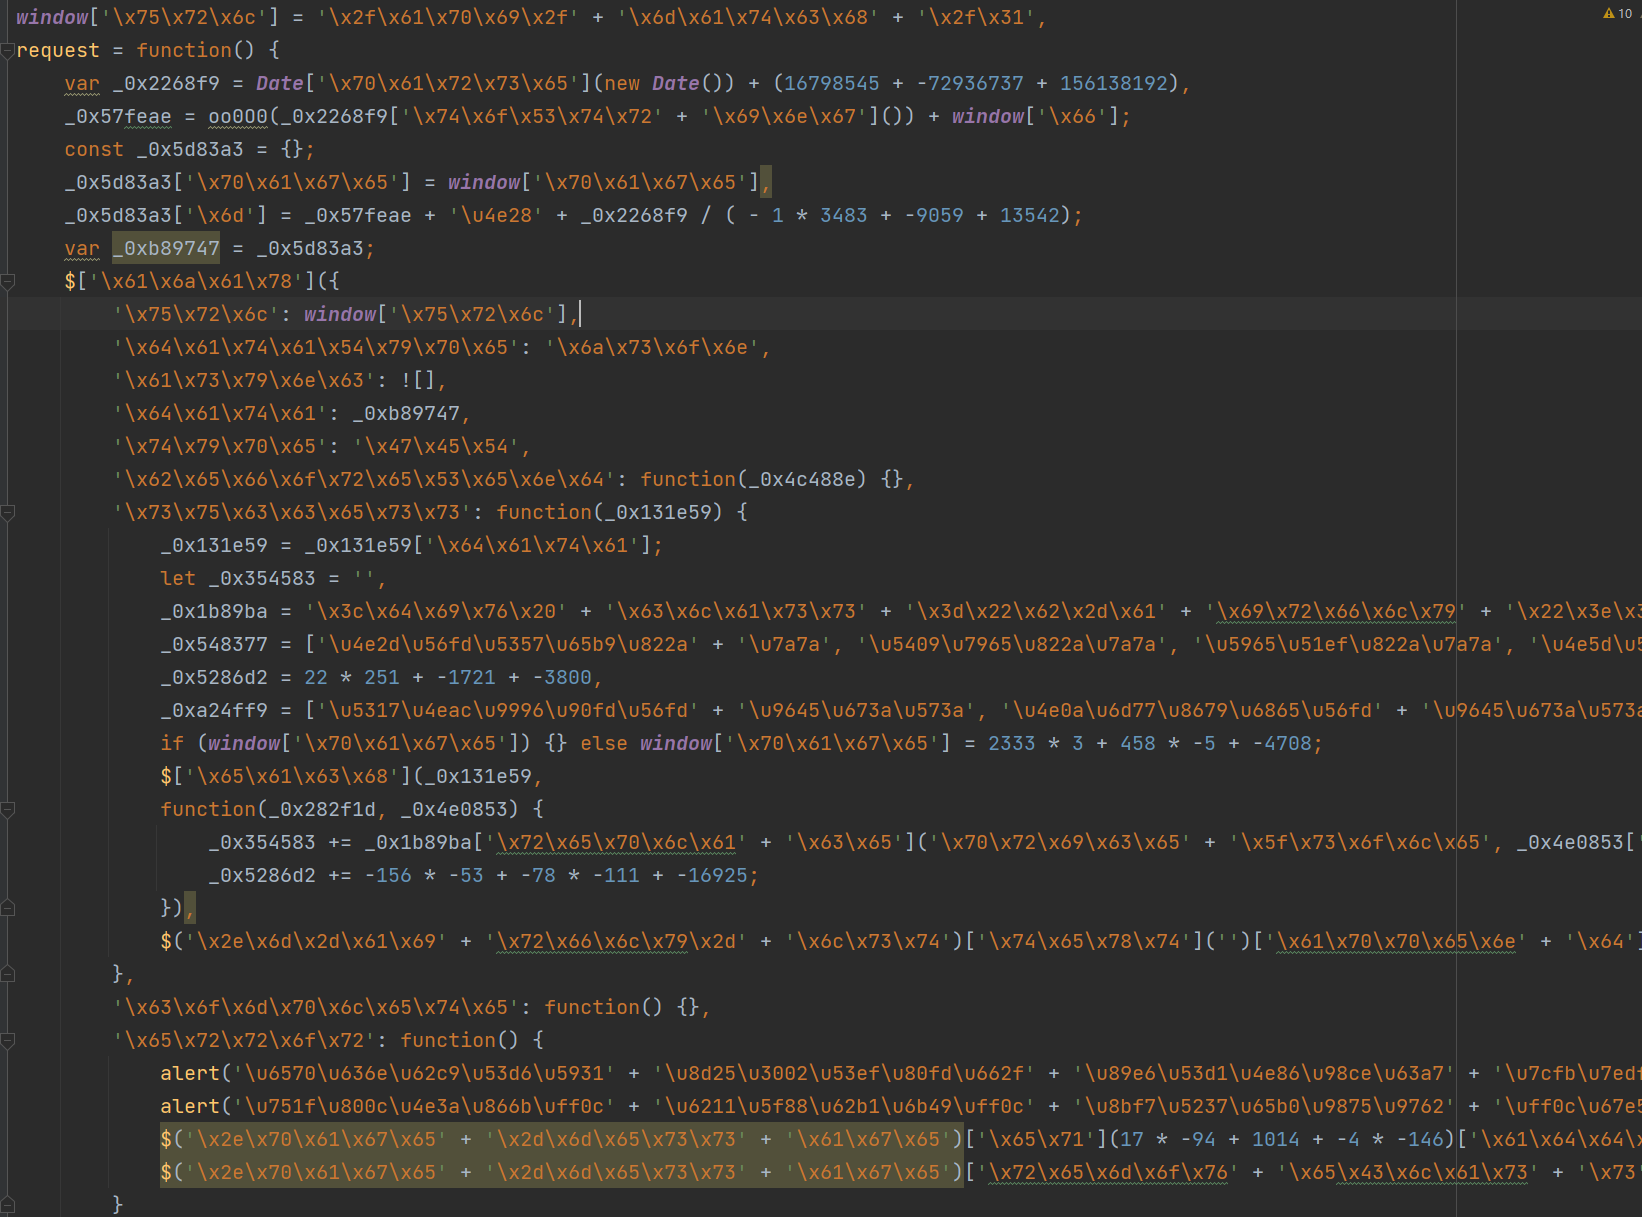 window['\x75\x72\x6c'] = '\x2f\x61\x70\x69\x2f' + '\x6d\x61\x74\x63\x68' + '\x2f\x31',
10
request = function() {
var _0x2268f9 = Date['\x70\x61\x72\x73\x65'](new Date()) + (16798545 + -72936737 + 156138192),
_0x57feae = oo0O0(_0x2268f9['\x74\x6f\x53\x74\x72' + '\x69\x6e\x67']()) + window['\x66'];
const _0x5d83a3 = {};
_0x5d83a3['\x70\x61\x67\x65'] = window['\x70\x61\x67\x65'],
_0x5d83a3['\x6d'] = _0x57feae + '\u4e28' + _0x2268f9 / ( - 1 * 3483 + -9059 + 13542);
var _0xb89747 = _0x5d83a3;
$['\x61\x6a\x61\x78']({
'\x75\x72\x6c': window['\x75\x72\x6c'],
'\x64\x61\x74\x61\x54\x79\x70\x65': '\x6a\x73\x6f\x6e',
'\x61\x73\x79\x6e\x63': ![],
'\x64\x61\x74\x61': _0xb89747,
'\x74\x79\x70\x65': '\x47\x45\x54',
'\x62\x65\x66\x6f\x72\x65\x53\x65\x6e\x64': function(_0x4c488e) {},
'\x73\x75\x63\x63\x65\x73\x73': function(_0x131e59) {
_0x131e59 = _0x131e59['\x64\x61\x74\x61'];
let _0x354583 = '',
_0x1b89ba = '\x3c\x64\x69\x76\x20' + '\x63\x6c\x61\x73\x73' + '\x3d\x22\x62\x2d\x61' + '\x69\x72\x66\x6c\x79' + '\x22\x3e\x3
_0x548377 = ['\u4e2d\u56fd\u5357\u65b9\u822a' + '\u7a7a', '\u5409\u7965\u822a\u7a7a', '\u5965\u51ef\u822a\u7a7a', '\u4e5d\u5
_0x5286d2 = 22 * 251 + -1721 + -3800,
_0xa24ff9 = ['\u5317\u4eac\u9996\u90fd\u56fd' + '\u9645\u673a\u573a', '\u4e0a\u6d77\u8679\u6865\u56fd' + '\u9645\u673a\u573a
if (window['\x70\x61\x67\x65']) {} else window['\x70\x61\x67\x65'] = 2333 * 3 + 458 * -5 + -4708;
$['\x65\x61\x63\x68'](_0x131e59,
function(_0x282f1d, _0x4e0853) {
_0x354583 += _0x1b89ba['\x72\x65\x70\x6c\x61' + '\x63\x65']('\x70\x72\x69\x63\x65' + '\x5f\x73\x6f\x6c\x65', _0x4e0853['
_0x5286d2 += -156 * -53 + -78 * -111 + -16925;
}),
$('\x2e\x6d\x2d\x61\x69' + '\x72\x66\x6c\x79\x2d' + '\x6c\x73\x74')['\x74\x65\x78\x74']('')['\x61\x70\x70\x65\x6e' + '\x64']
},
'\x63\x6f\x6d\x70\x6c\x65\x74\x65': function() {},
'\x65\x72\x72\x6f\x72': function() {
alert('\u6570\u636e\u62c9\u53d6\u5931' + '\u8d25\u3002\u53ef\u80fd\u662f' + '\u89e6\u53d1\u4e86\u98ce\u63a7' + '\u7cfb\u7edf
alert('\u751f\u800c\u4e3a\u866b\uff0c' + '\u6211\u5f88\u62b1\u6b49\uff0c' + '\u8bf7\u5237\u65b0\u9875\u9762' + '\uff0c\u67e5
$('\x2e\x70\x61\x67\x65' + '\x2d\x6d\x65\x73\x73' + '\x61\x67\x65')['\x65\x71'](17 * -94 + 1014 + -4 * -146)['\x61\x64\x64\x
$('\x2e\x70\x61\x67\x65' + '\x2d\x6d\x65\x73\x73' + '\x61\x67\x65')['\x72\x65\x6d\x6f\x76' + '\x65\x43\x6c\x61\x73' + '\x73'
}